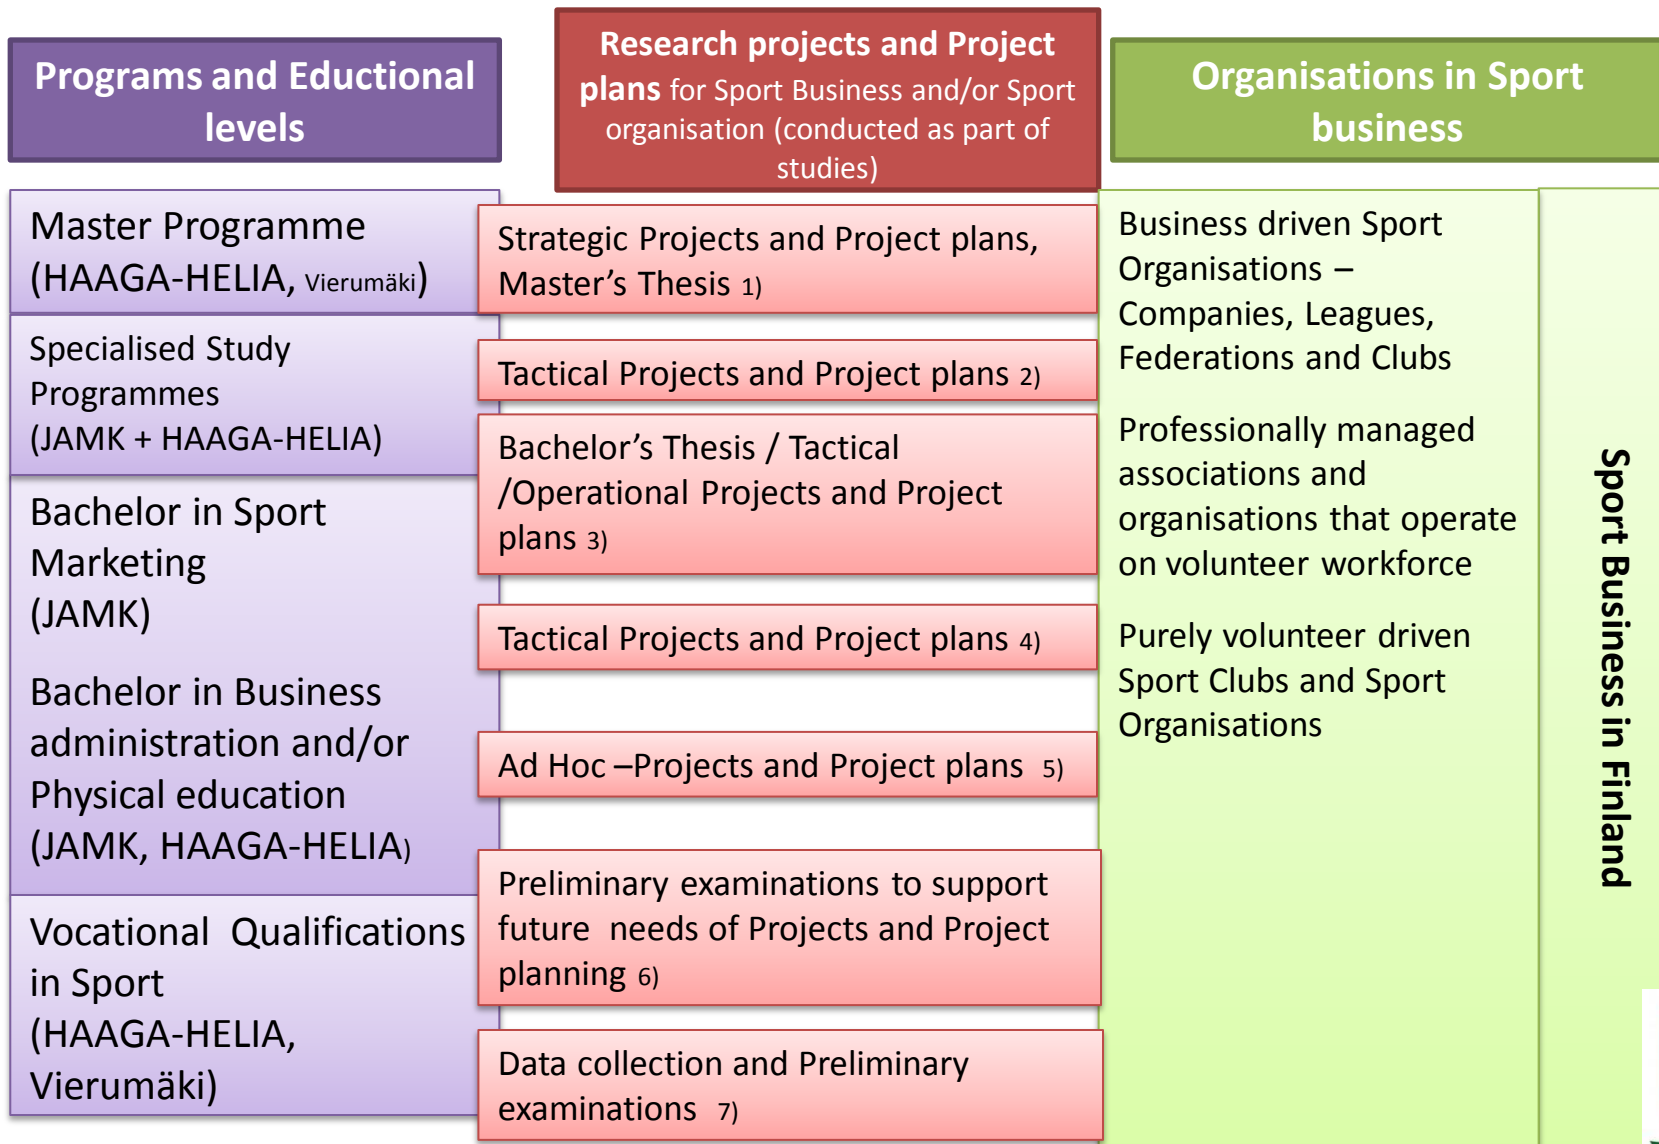 Programs and Eductional
levels
Research projects and Project
plans for Sport Business and/or Sport
organisation (conducted as part of
studies)
Organisations in Sport
business
Master Programme
(HAAGA-HELIA, Vierumäki)
Specialised Study
Programmes
(JAMK + HAAGA-HELIA)
Bachelor in Sport
Marketing
(JAMK)
Bachelor in Business
administration and/or
Physical education
(JAMK, HAAGA-HELIA)
Vocational Qualifications
in Sport
(HAAGA-HELIA,
Vierumäki)
Strategic Projects and Project plans,
Master's Thesis 1)
Tactical Projects and Project plans 2)
Bachelor's Thesis / Tactical
/Operational Projects and Project
plans 3)
Tactical Projects and Project plans 4)
Ad Hoc –Projects and Project plans 5)
Preliminary examinations to support
future needs of Projects and Project
planning 6)
Data collection and Preliminary
examinations 7)
Business driven Sport
Organisations –
Companies, Leagues,
Federations and Clubs
Professionally managed
associations and
organisations that operate
on volunteer workforce
Purely volunteer driven
Sport Clubs and Sport
Organisations
Sport Business in Finland